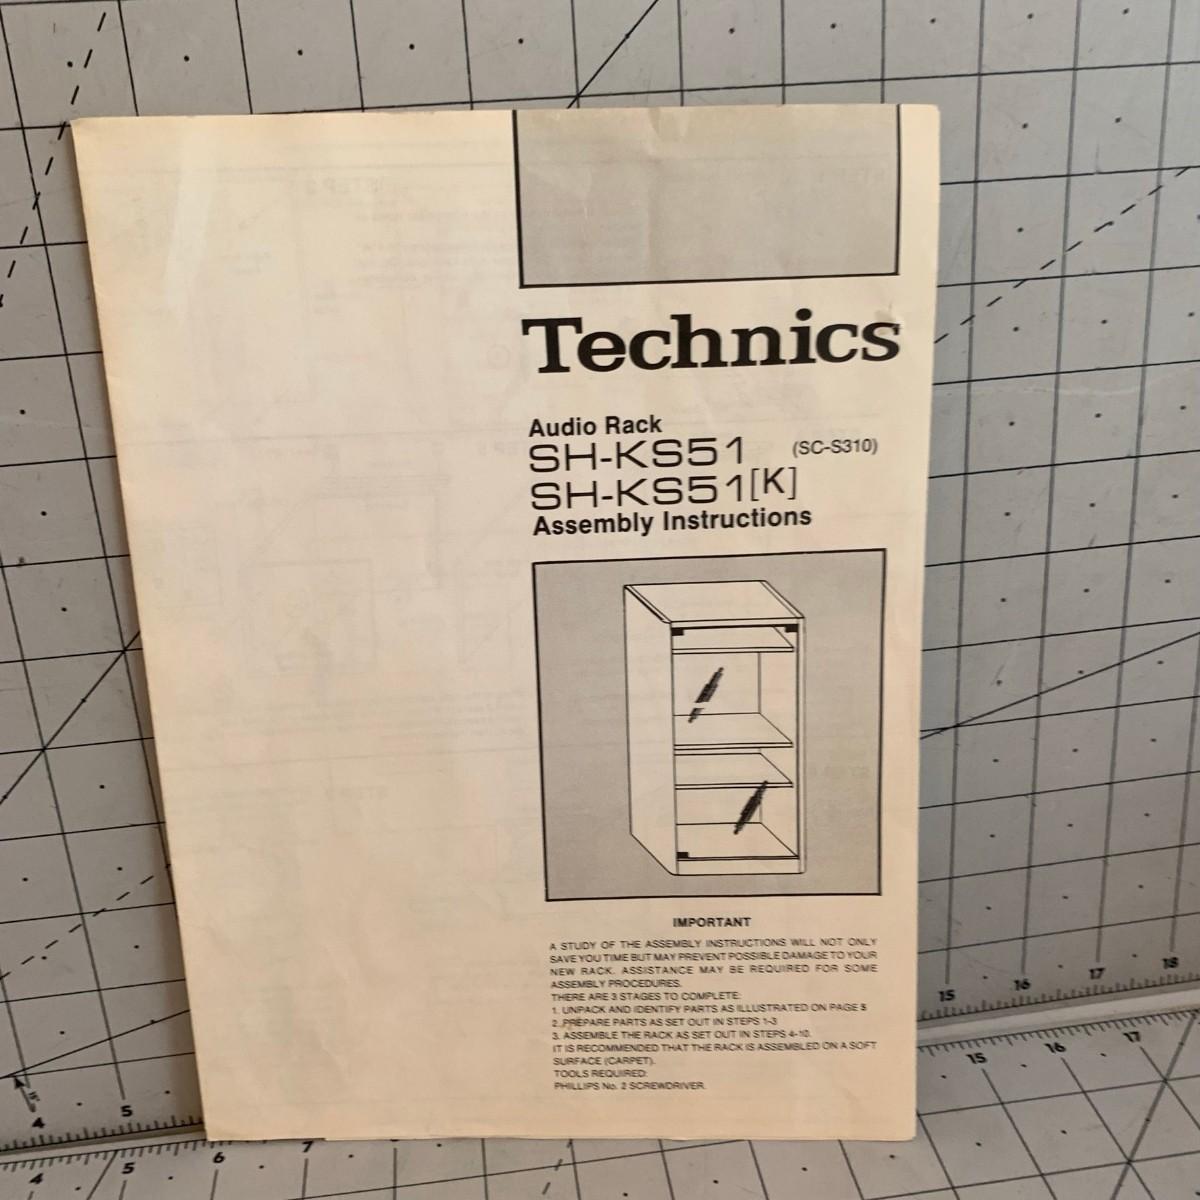 Technics
Audio Rack
SH-KS51 (SC-S310)
SH-KS51[K]
Assembly Instructions
IMPORTANT
A STUDY OF THE ASSEMBLY INSTRUCTIONS WILL NOT ONLY
SAVE YOU TIME BUT MAY PREVENT POSSIBLE DAMAGE TO YOUR
NEW RACK. ASSISTANCE MAY BE REQUIRED FOR SOME
ASSEMBLY PROCEDURES.
THERE ARE 3 STAGES TO COMPLETE:
1. UNPACK AND IDENTIFY PARTS AS ILLUSTRATED ON PAGE
2. PREPARE PARTS AS SET OUT IN STEPS 1-3
3. ASSEMBLE THE RACK AS SET OUT IN STEPS 4-10.
IT IS RECOMMENDED THAT THE RACK IS ASSEMBLED ON A SOFT
SURFACE (CARPET).
TOOLS REQUIRED:
PHILLIPS No. 2 SCREWDRIVER.
15 16 17 18
15 16 17
4 5
4 5 6 7